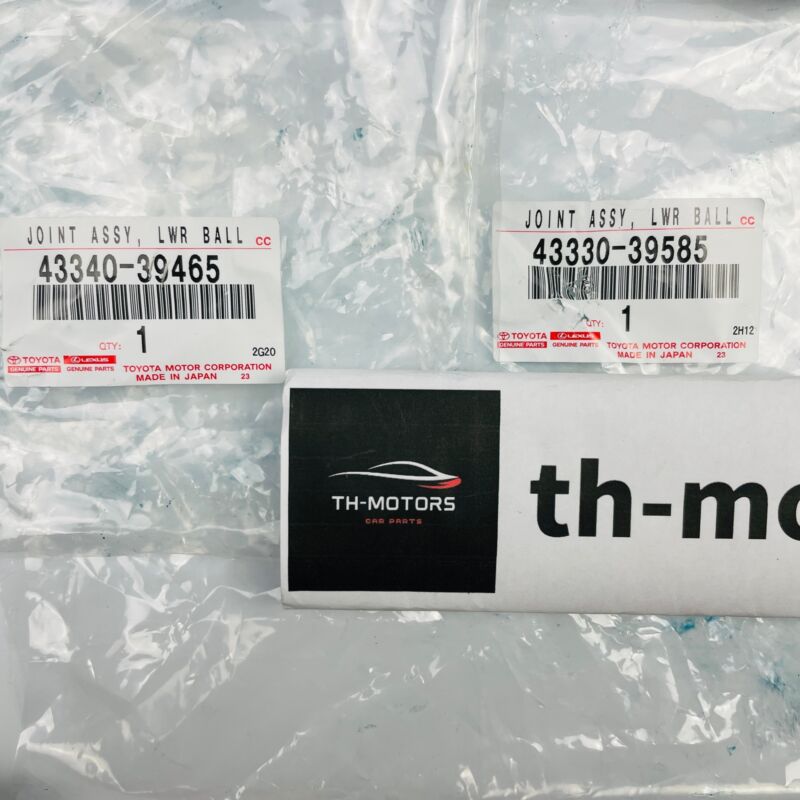 JOINT ASSY, LWR BALL CC
43340-39465
QTY: 1
2G20
TOYOTA LEXUS
GENUINE PARTS GENUINE PARTS
TOYOTA MOTOR CORPORATION
MADE IN JAPAN 23
JOINT ASSY, LWR BALL CC
43330-39585
QTY: 1
2H12
TOYOTA LEXUS
GENUINE PARTS GENUINE PARTS
TOYOTA MOTOR CORPORATION
MADE IN JAPAN 23
TH-MOTORS
CAR PARTS
th-mo